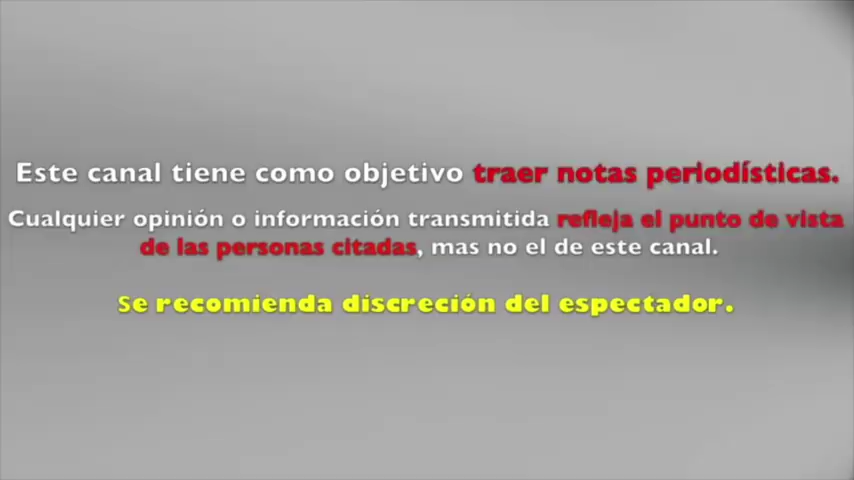 Este canal tiene como objetivo traer notas periodísticas.
Cualquier opinión o información transmitida refleja el punto de vista
de las personas citadas, mas no el de este canal.
Se recomienda discreción del espectador.